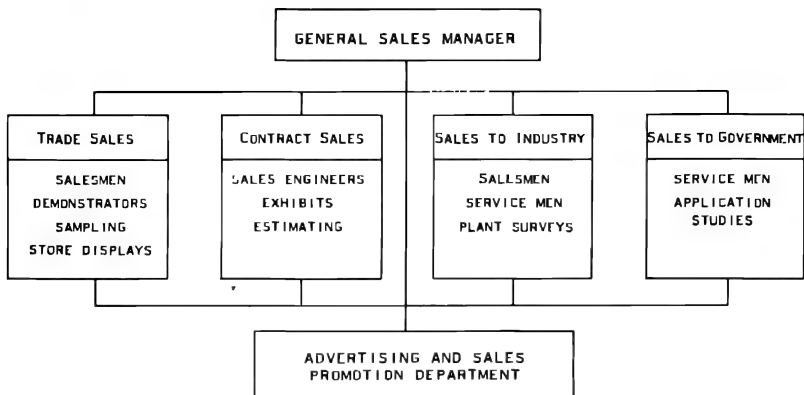 GENERAL SALES MANAGER
TRADE SALES
SALESMEN
DEMONSTRATORS
SAMPLING
STORE DISPLAYS
CONTRACT SALES
SALES ENGINEERS
EXHIBITS
ESTIMATING
SALES TO INDUSTRY
SALLSMEN
SERVICE MEN
PLANT SURVEYS
SALES TO GOVERNMENT
SERVICE MEN
APPLICATION
STUDIES
ADVERTISING AND SALES
PROMOTION DEPARTMENT